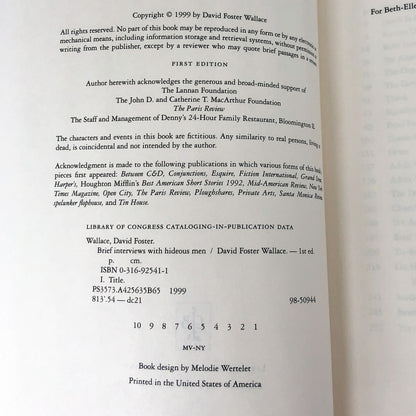 Copyright © 1999 by David Foster Wallace
All rights reserved. No part of this book may be reproduced in any form or by any electronic
mechanical means, including information storage and retrieval systems, without permission
writing from the publisher, except by a reviewer who may quote brief passages in a
FIRST EDITION
Author herewith acknowledges the generous and broad-minded support of
The Lannan Foundation
The John D. and Catherine T. MacArthur Foundation
The Paris Review
The Staff and Management of Denny's 24-Hour Family Restaurant, Bloomington IL
The characters and events in this book are fictitious. Any similarity to real persons, living
dead, is coincidental and not intended by the author.
Acknowledgment is made to the following publications in which various forms of this book's
pieces first appeared: Between C&D, Conjunctions, Esquire, Fiction International, Grand Street,
Harper's, Houghton Mifflin's Best American Short Stories 1992, Mid-American Review, New York
Times Magazine, Open City, The Paris Review, Ploughshares, Private Arts, Santa Monica Review,
spelunker flophouse, and Tin House.
LIBRARY OF CONGRESS CATALOGING-IN-PUBLICATION DATA
Wallace, David Foster.
Brief interviews with hideous men / David Foster Wallace. — 1st ed.
p. cm.
ISBN 0-316-92541-1
I. Title.
PS3573.A425635B65 1999
813'.54 — dc21 98-50944
10 9 8 7 6 5 4 3 2 1
MV-NY
Book design by Melodie Wertelet
Printed in the United States of America
For Beth-Elle